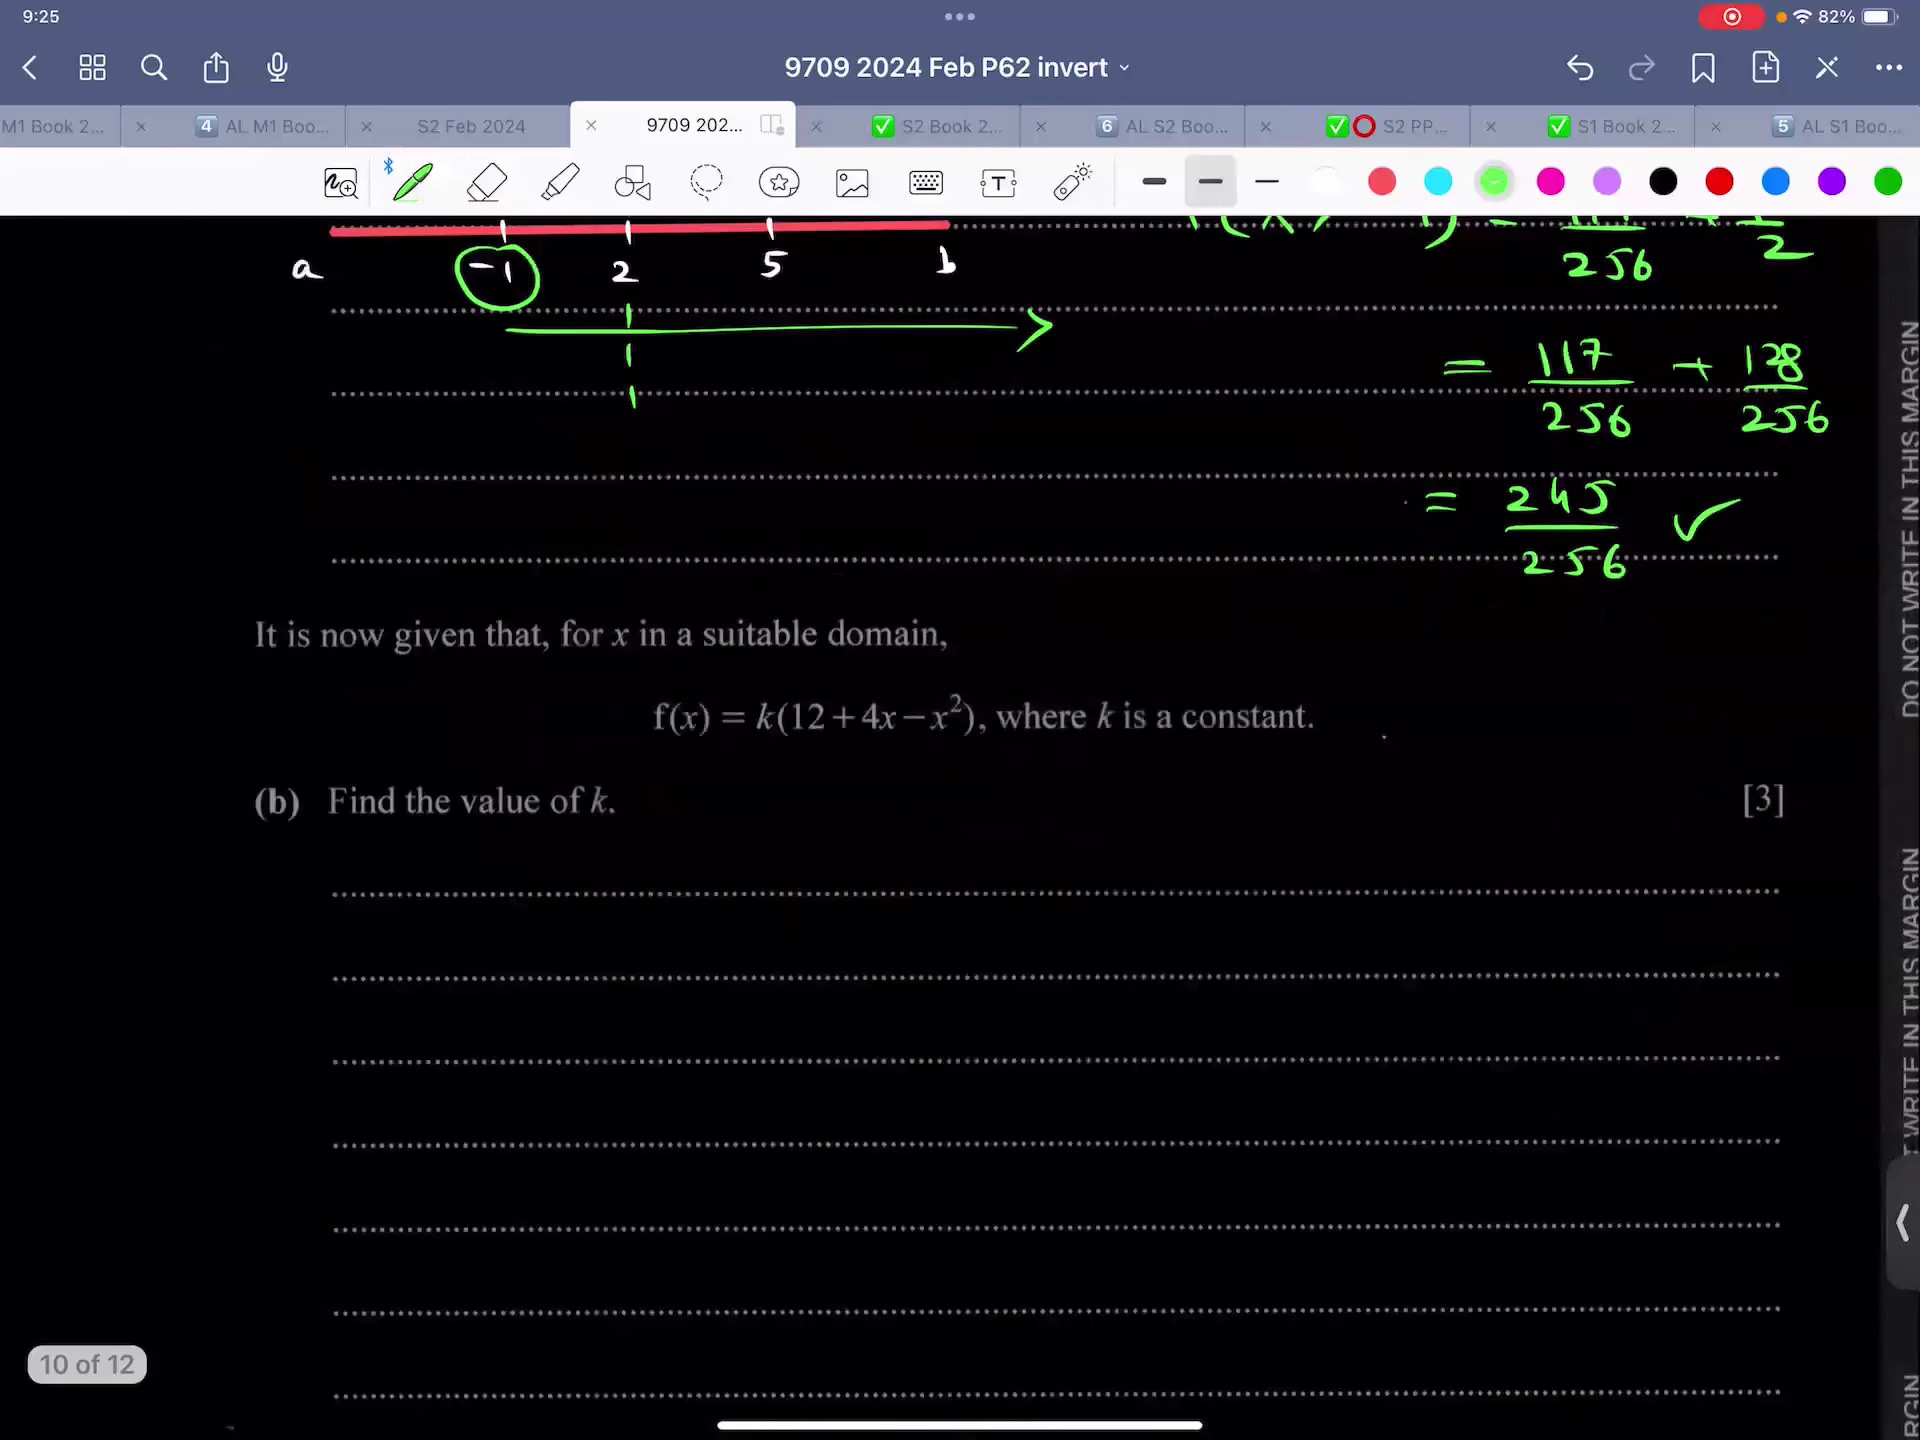 9:25
82%
9709 2024 Feb P62 invert
M1 Book 2...
4 AL M1 Boo...
S2 Feb 2024
9709 202...
S2 Book 2...
6 AL S2 Boo...
S2 PP...
S1 Book 2...
5 AL S1 Boo...
T
256
2
a -1 2 5 b
= 117/256 + 128/256
= 245/256 ✓
It is now given that, for x in a suitable domain,
f(x) = k(12+4x−x²), where k is a constant.
(b) Find the value of k. [3]
10 of 12
DO NOT WRITE IN THIS MARGIN
WRITE IN THIS MARGIN
RGIN